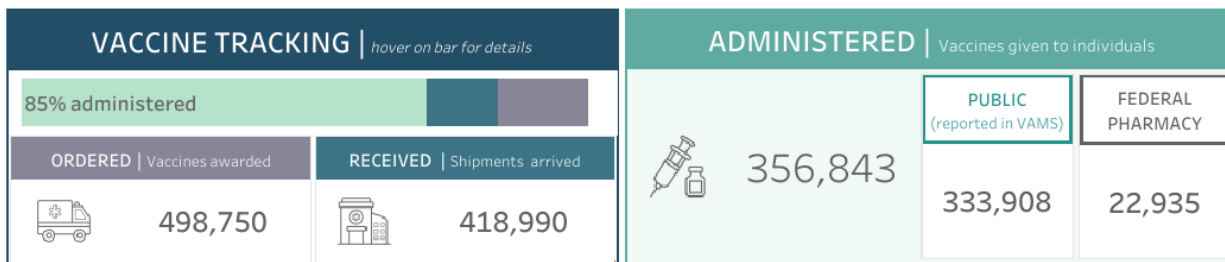 VACCINE TRACKING | hover on bar for details
85% administered
ORDERED | Vaccines awarded
498,750
RECEIVED | Shipments arrived
418,990
ADMINISTERED | Vaccines given to individuals
356,843
PUBLIC
(reported in VAMS)
333,908
FEDERAL
PHARMACY
22,935